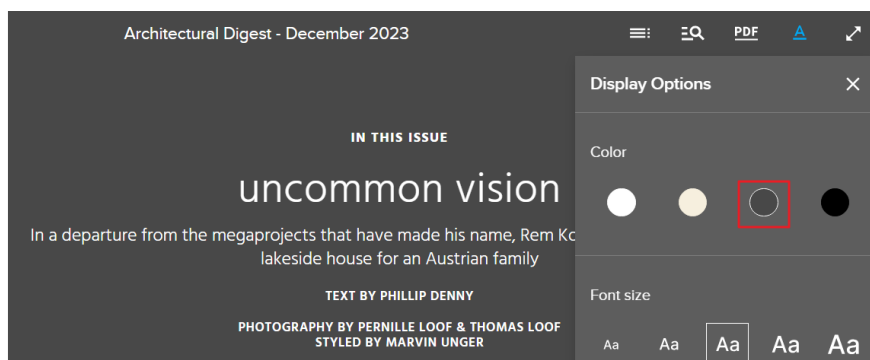 Architectural Digest - December 2023
PDF
A
Display Options
Color
IN THIS ISSUE
uncommon vision
In a departure from the megaprojects that have made his name, Rem
lakeside house for an Austrian family
TEXT BY PHILLIP DENNY
PHOTOGRAPHY BY PERNILLE LOOF & THOMAS LOOF
STYLED BY MARVIN UNGER
Font size
Aa Aa Aa Aa Aa